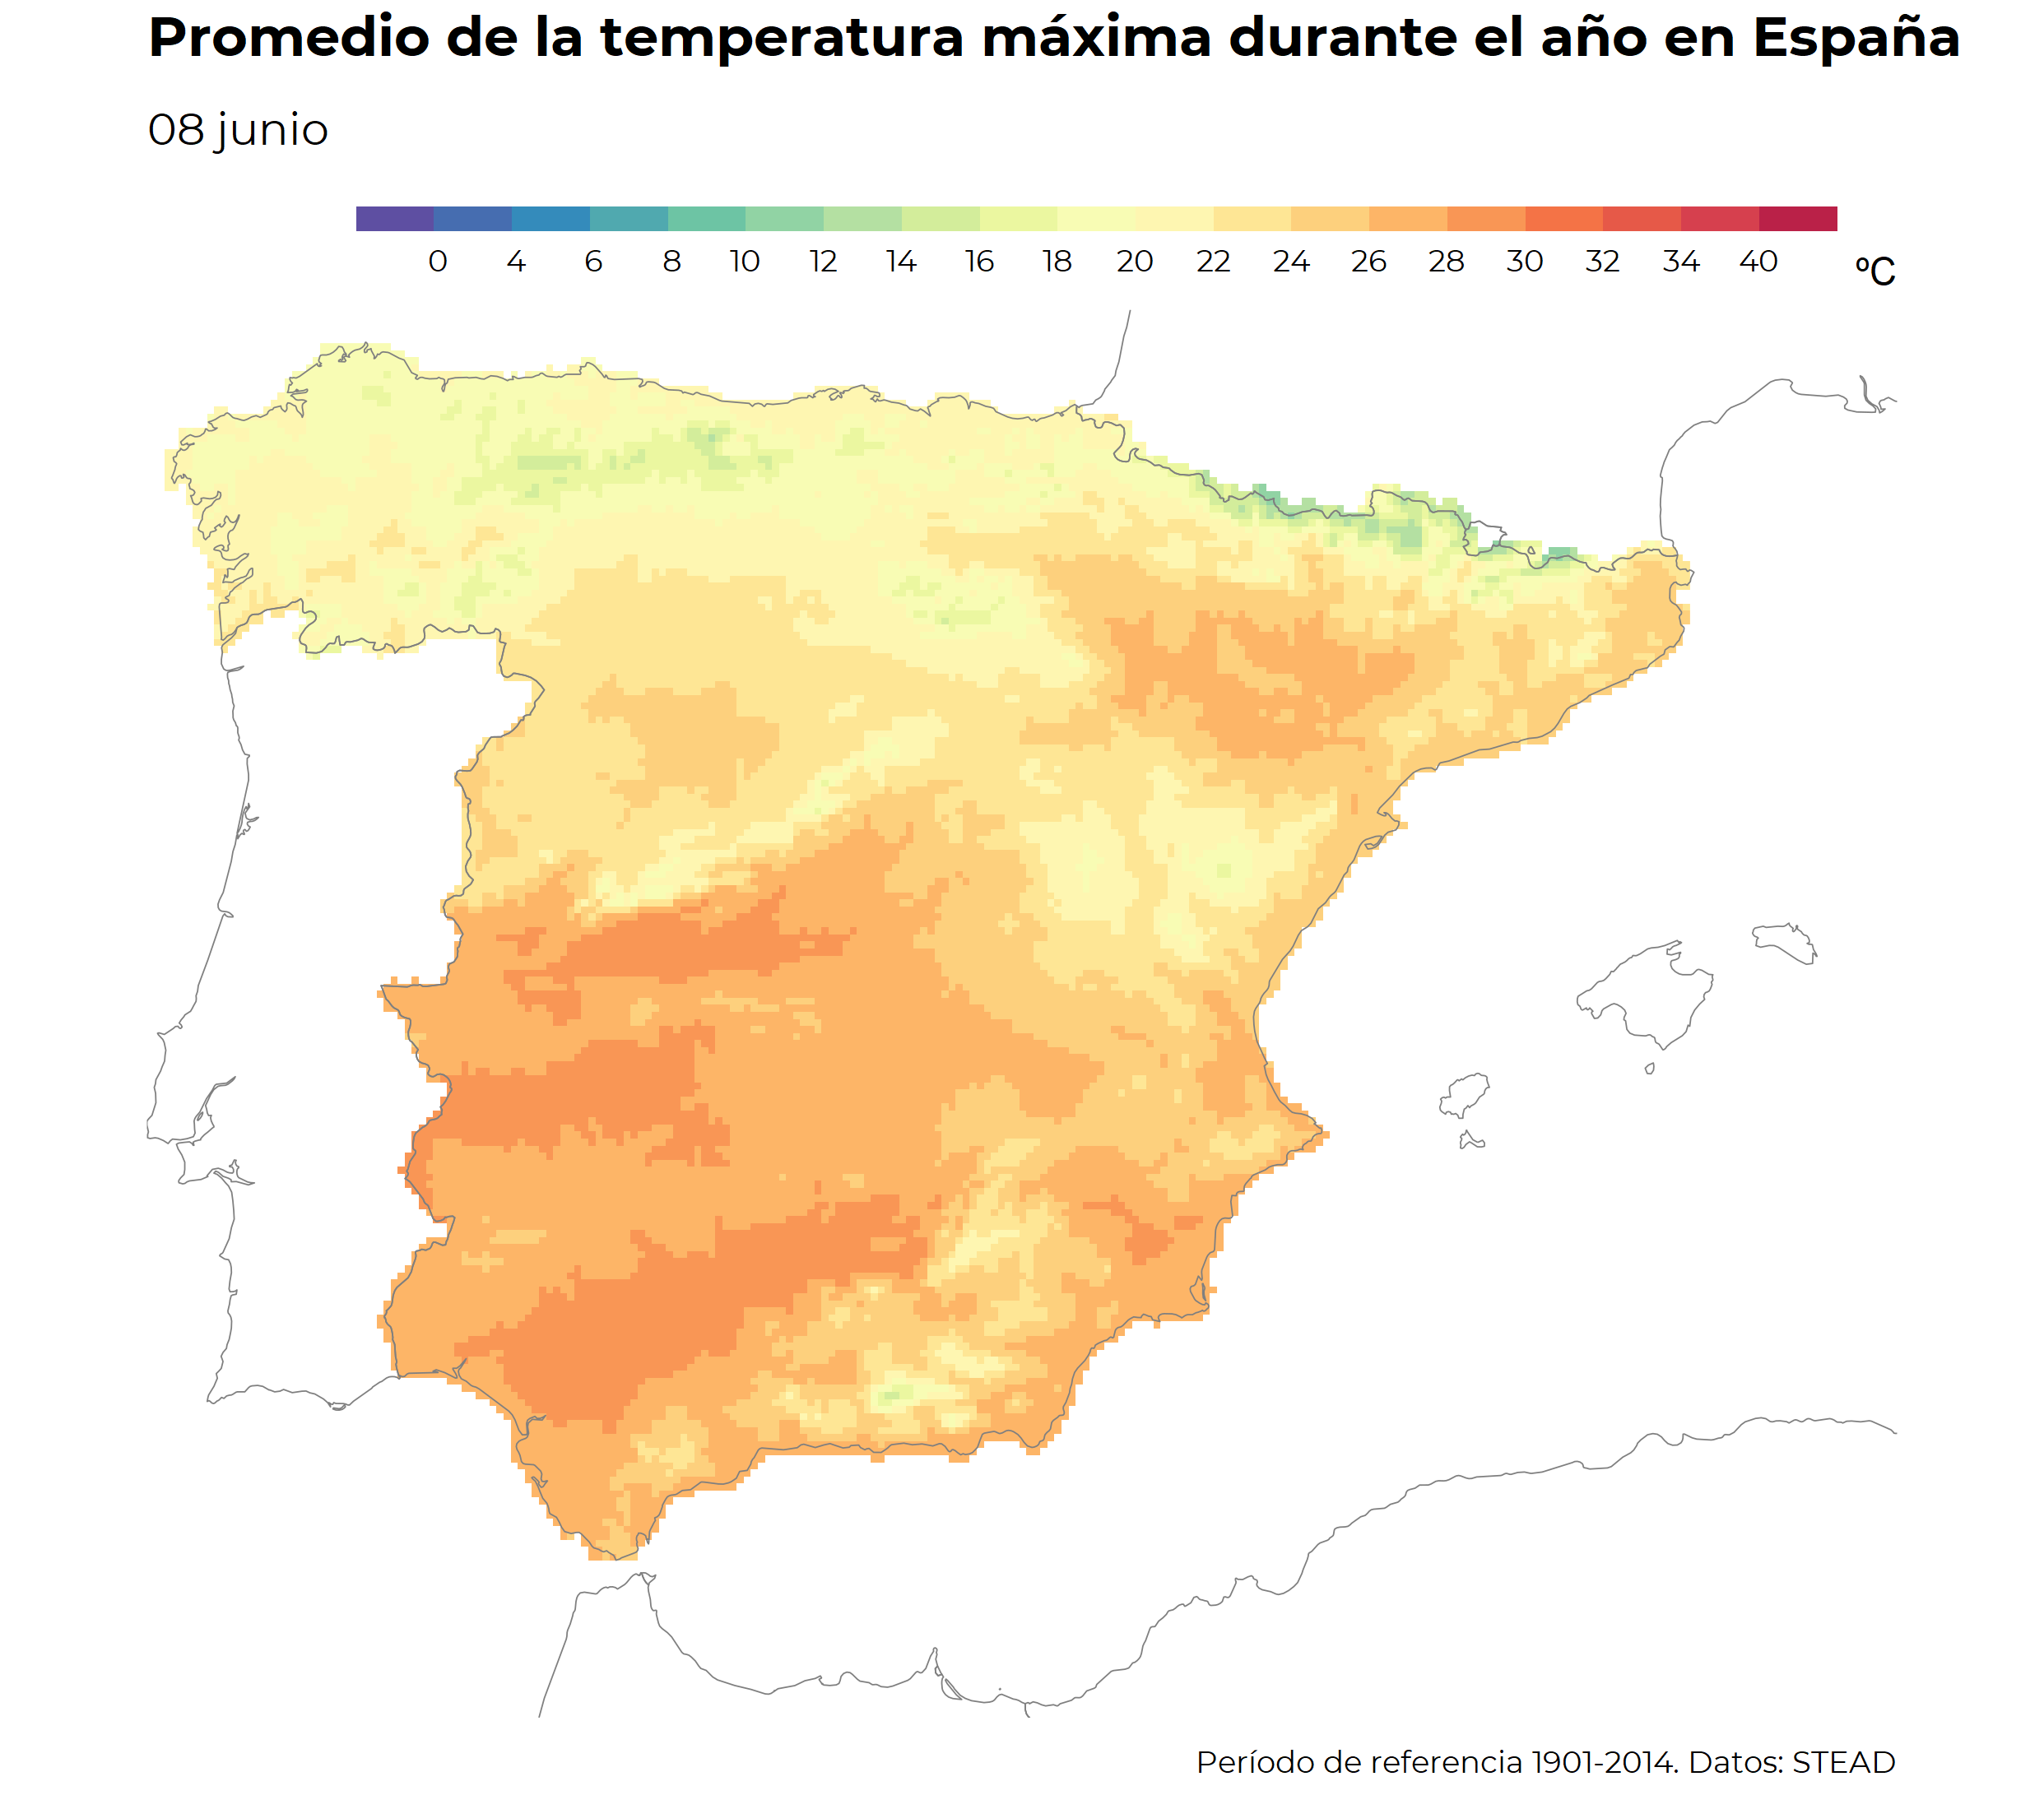 Promedio de la temperatura máxima durante el año en España
08 junio
0 4 6 8 10 12 14 16 18 20 22 24 26 28 30 32 34 40 ºC
Período de referencia 1901-2014. Datos: STEAD